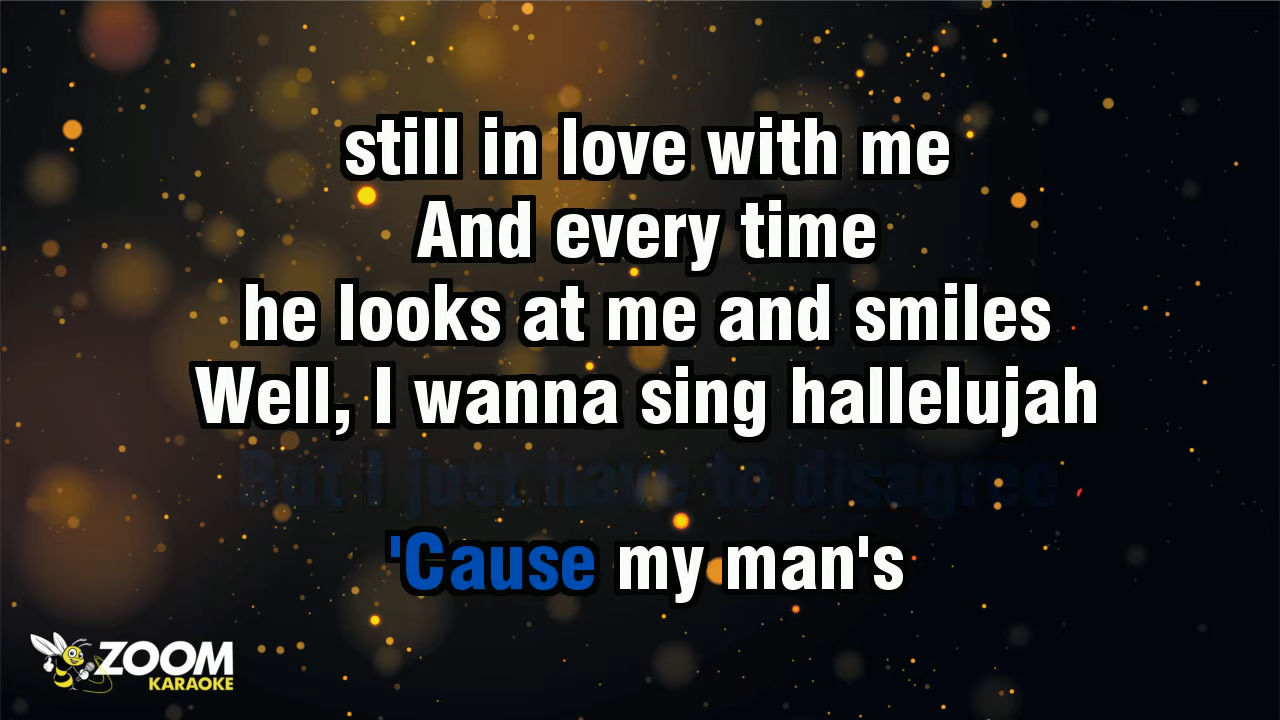 still in love with me
And every time
he looks at me and smiles
Well, I wanna sing hallelujah
But I just have to disagree
'Cause my man's
ZOOM
KARAOKE